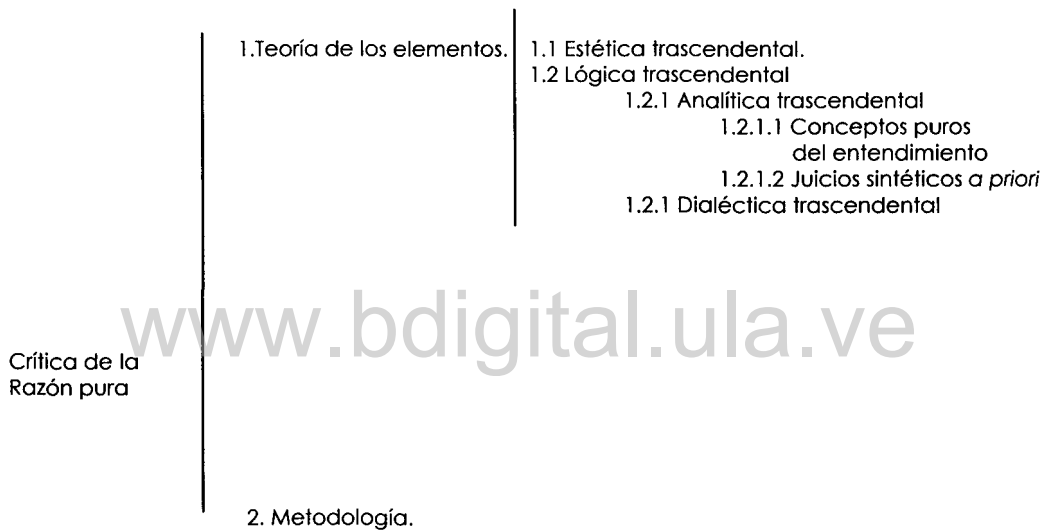 1.Teoría de los elementos.
1.1 Estética trascendental.
1.2 Lógica trascendental
1.2.1 Analítica trascendental
1.2.1.1 Conceptos puros
del entendimiento
1.2.1.2 Juicios sintéticos a priori
1.2.1 Dialéctica trascendental
www.bdigital.ula.ve
Crítica de la
Razón pura
2. Metodología.